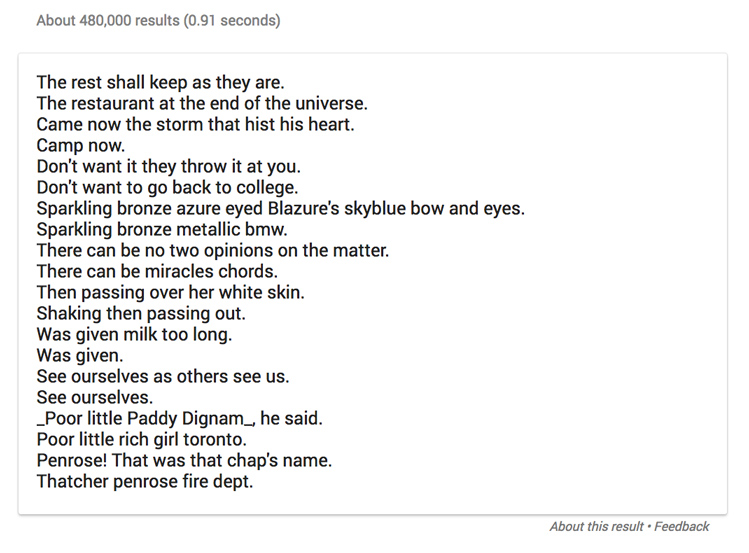 About 480,000 results (0.91 seconds)
The rest shall keep as they are.
The restaurant at the end of the universe.
Came now the storm that hist his heart.
Camp now.
Don't want it they throw it at you.
Don't want to go back to college.
Sparkling bronze azure eyed Blazure's skyblue bow and eyes.
Sparkling bronze metallic bmw.
There can be no two opinions on the matter.
There can be miracles chords.
Then passing over her white skin.
Shaking then passing out.
Was given milk too long.
Was given.
See ourselves as others see us.
See ourselves.
_Poor little Paddy Dignam_, he said.
Poor little rich girl toronto.
Penrose! That was that chap's name.
Thatcher penrose fire dept.
About this result • Feedback